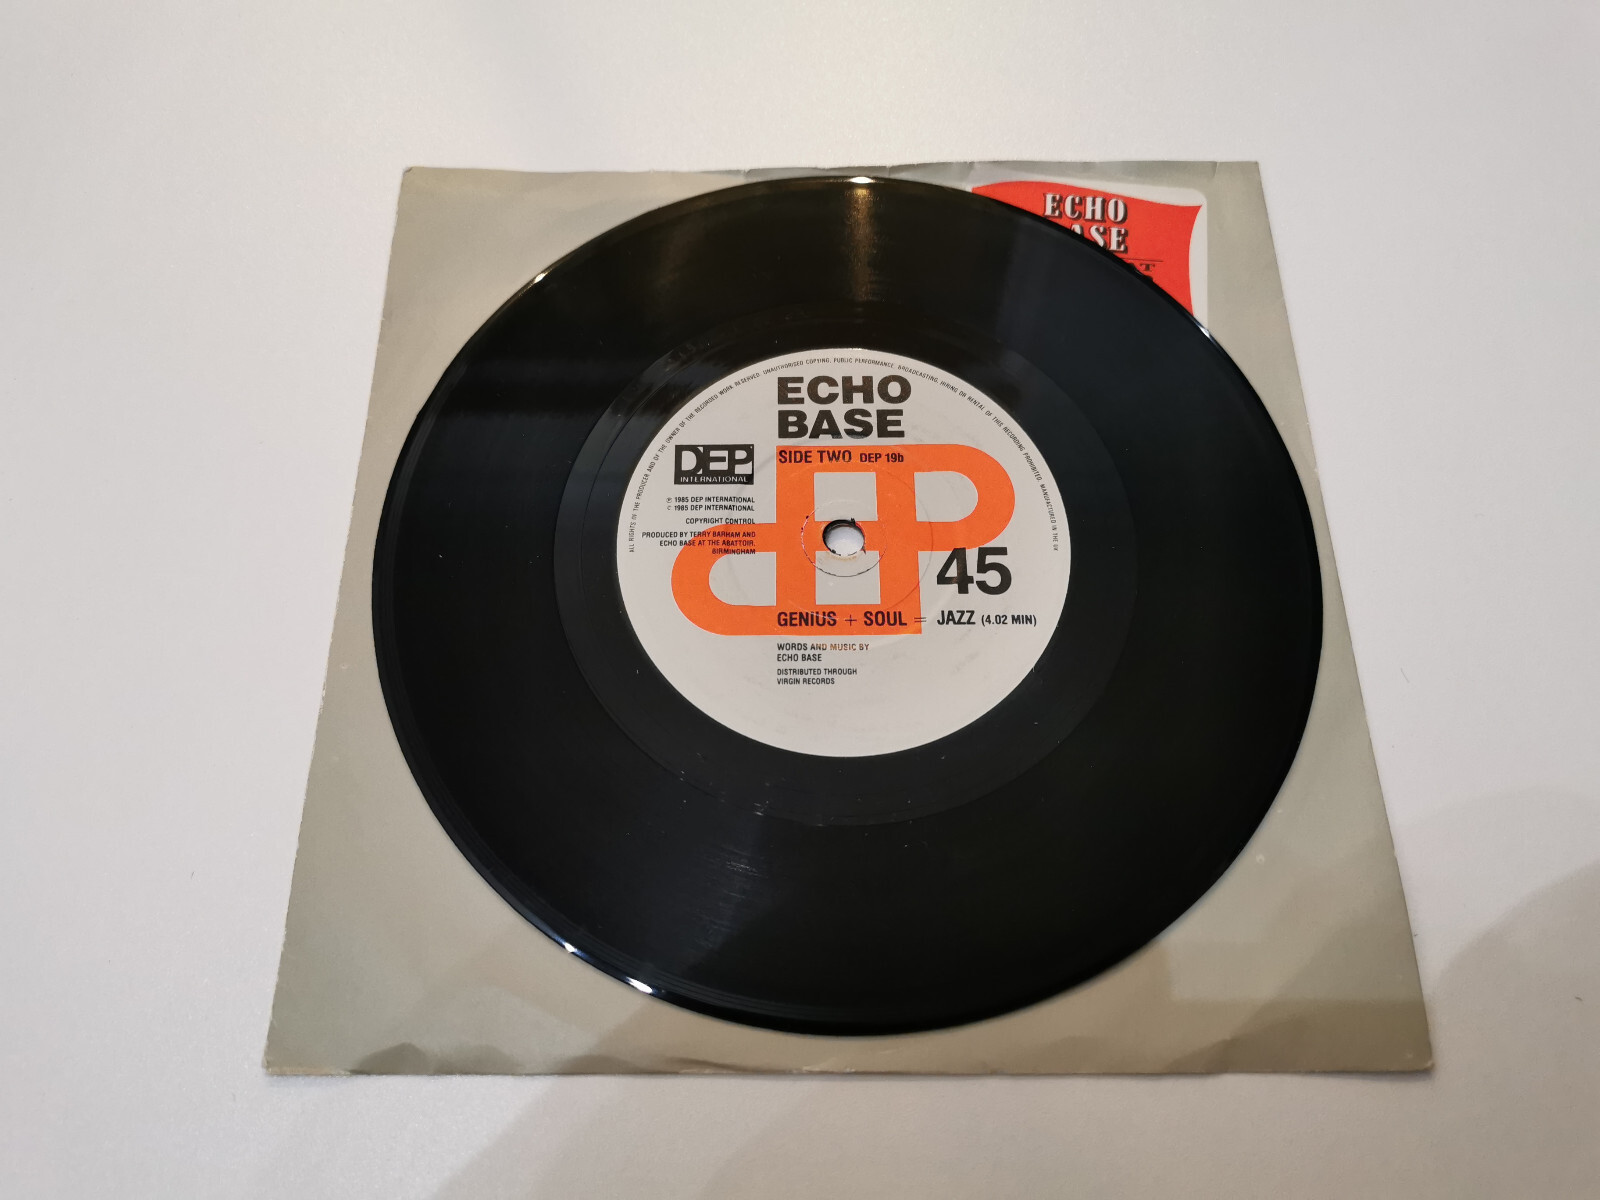 ECHO
ASE
AT
ALL RIGHTS OF THE PRODUCER AND OF THE OWNER OF THE RECORDED WORK RESERVED. UNAUTHORISED COPYING, PUBLIC PERFORMANCE, BROADCASTING, HIRING OR RENTAL OF THIS RECORDING PROHIBITED. MANUFACTURED IN THE UK
ECHO
BASE
DEP
INTERNATIONAL
SIDE TWO DEP 19b
℗ 1985 DEP INTERNATIONAL
C 1985 DEP INTERNATIONAL
COPYRIGHT CONTROL
PRODUCED BY TERRY BARHAM AND
ECHO BASE AT THE ABATTOIR,
BIRMINGHAM
45
GENIUS + SOUL = JAZZ (4.02 MIN)
WORDS AND MUSIC BY
ECHO BASE
DISTRIBUTED THROUGH
VIRGIN RECORDS